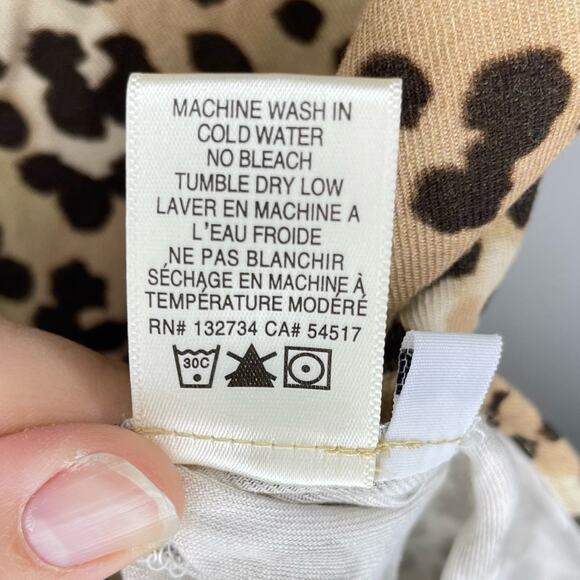 MACHINE WASH IN
COLD WATER
NO BLEACH
TUMBLE DRY LOW
LAVER EN MACHINE A
L'EAU FROIDE
NE PAS BLANCHIR
SÉCHAGE EN MACHINE À
TEMPÉRATURE MODÉRÉ
RN# 132734 CA# 54517
30C